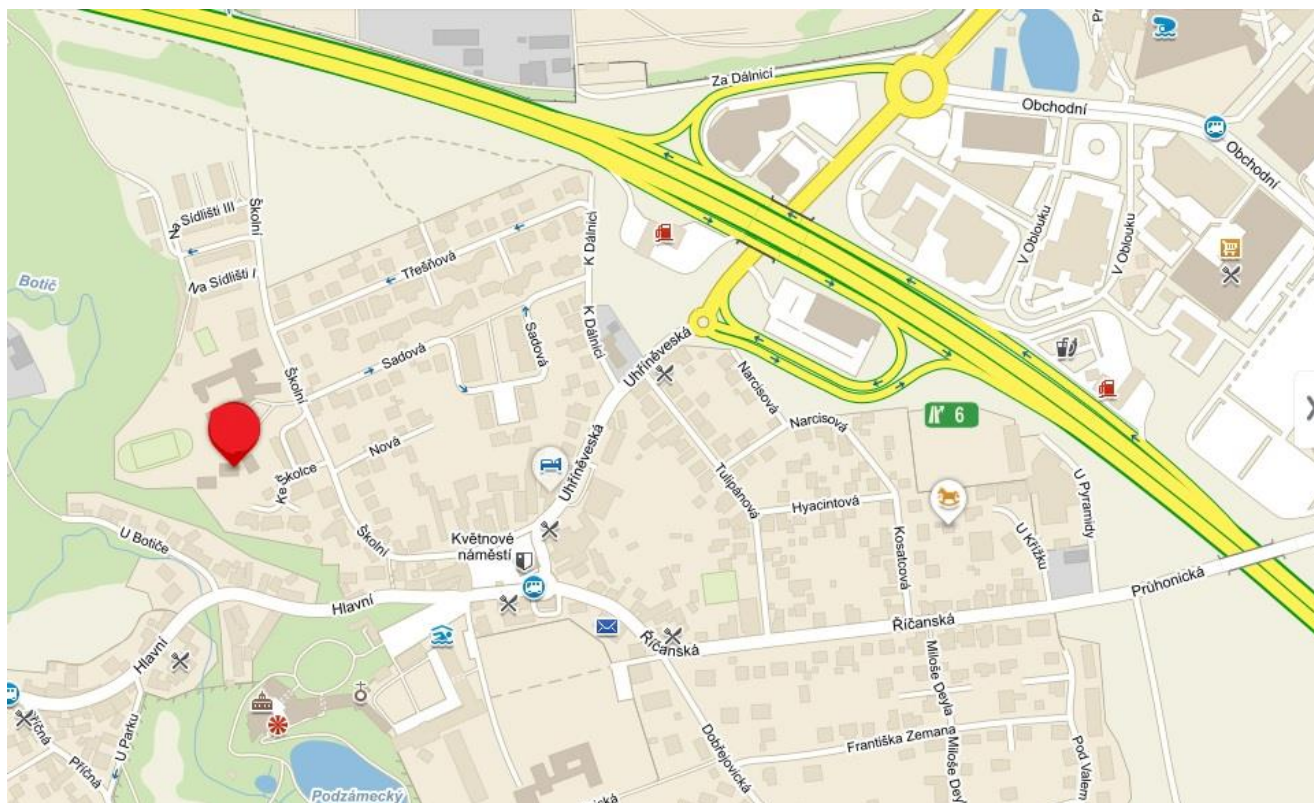 Za Dálnicí
Obchodní
Obchodní
V Oblouku
V Oblouku
Školní
Na Sídlišti III
Na Sídlišti I
Třešňová
K Dálnici
K Dálnici
Botič
Sadová
Sadová
Školní
Uhříněveská
Narcisová
Narcisová
6
Nová
Ke Školce
Uhříněveská
Tulipánová
Hyacintová
Kosatcová
U Pyramidy
U Křížku
Květnové
náměstí
Školní
U Botiče
Hlavní
Hlavní
Průhonická
Říčanská
Říčanská
Miloše Deyla
Miloše Deyla
Františka Zemana
Pod Valem
Dobřejovická
U Parku
Příčná
Příčná
Podzámecký